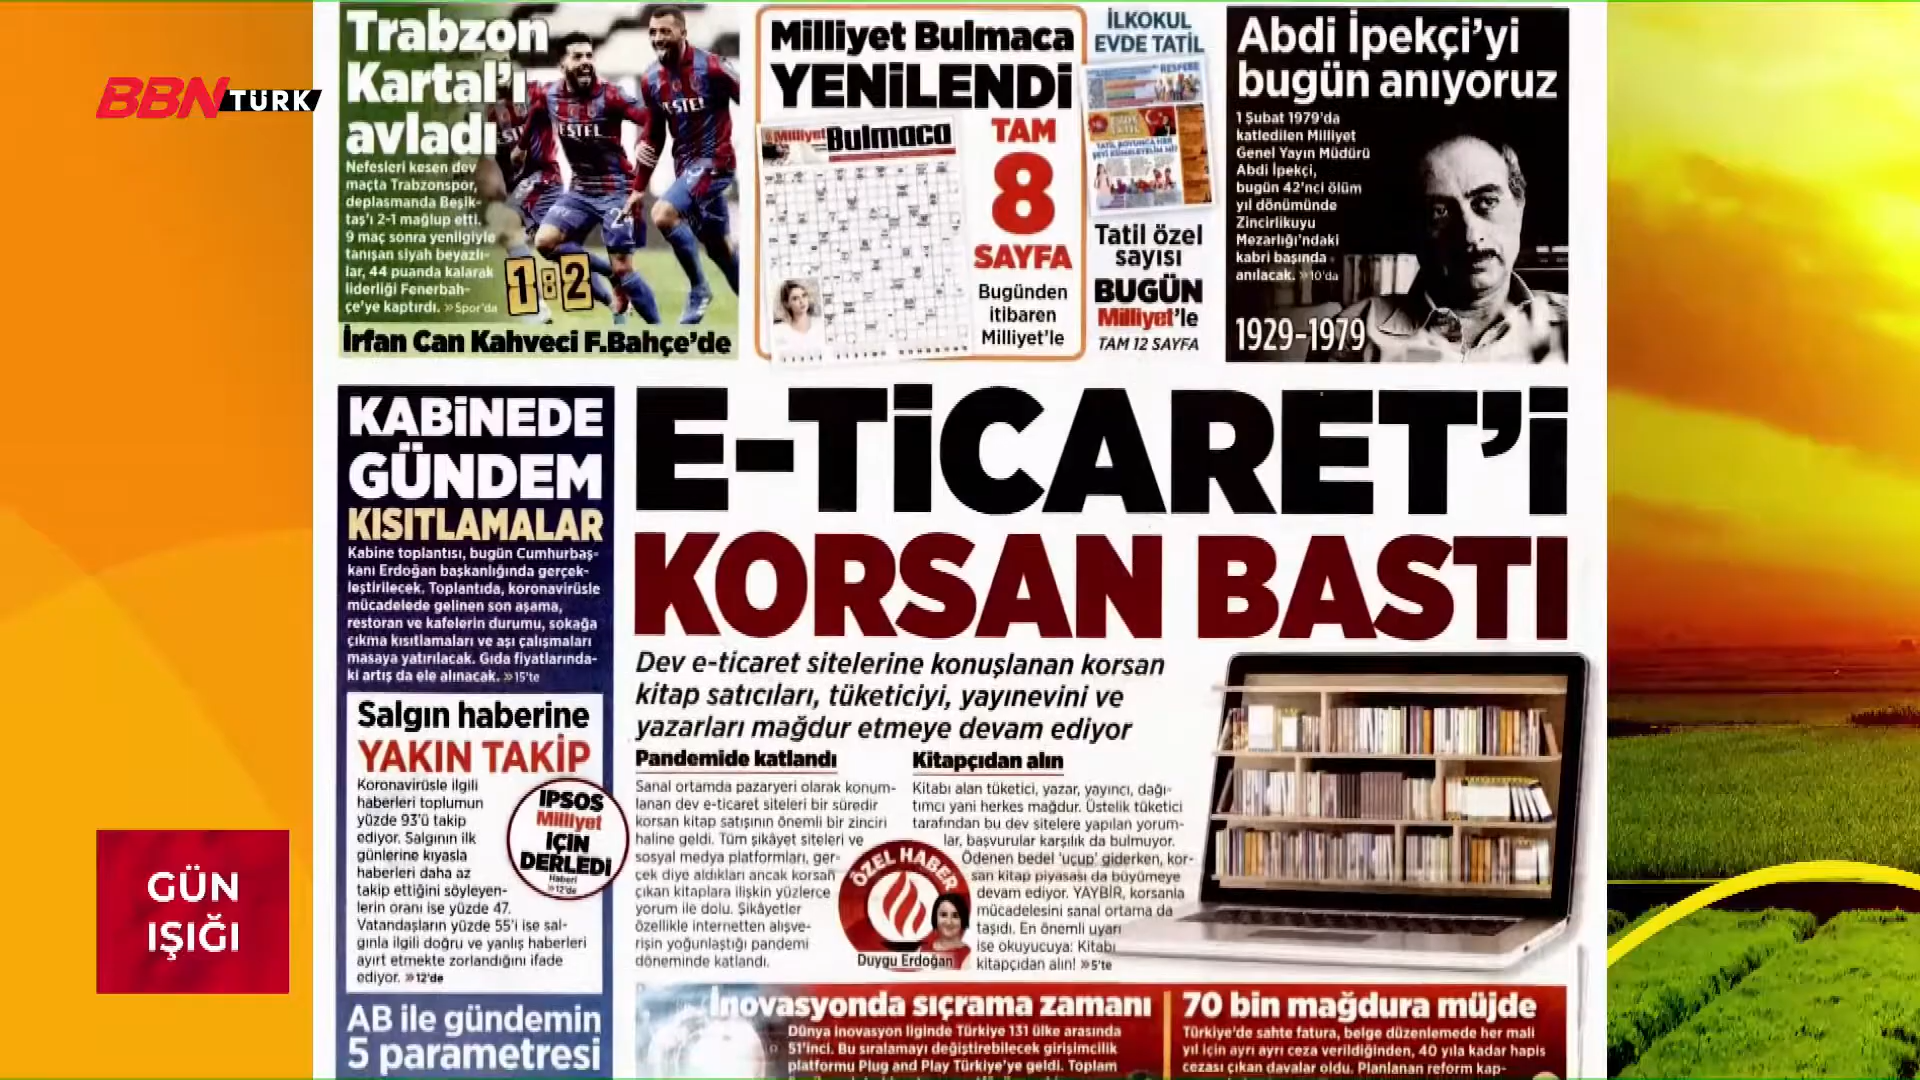 BBN TÜRK
Trabzon
Kartal'ı
avladı
Nefesleri kesen dev
maçta Trabzonspor,
deplasmanda Beşik-
taş'ı 2-1 mağlup etti.
9 maç sonra yenilgiyle
tanışan siyah beyazlı-
lar, 44 puanda kalarak
liderliği Fenerbah-
çe'ye kaptırdı. »Spor'da
1 & 2
İrfan Can Kahveci F.Bahçe'de
Milliyet Bulmaca
YENİLENDİ
Milliyet Bulmaca
TAM
8
SAYFA
Bugünden
itibaren
Milliyet'le
İLKOKUL
EVDE TATİL
Tatil özel
sayısı
BUGÜN
Milliyet'le
TAM 12 SAYFA
Abdi İpekçi'yi
bugün anıyoruz
1 Şubat 1979'da
katledilen Milliyet
Genel Yayın Müdürü
Abdi İpekçi,
bugün 42'nci ölüm
yıl dönümünde
Zincirlikuyu
Mezarlığı'ndaki
kabri başında
anılacak. »10'da
1929-1979
KABİNEDE
GÜNDEM
KISITLAMALAR
Kabine toplantısı, bugün Cumhurbaş-
kanı Erdoğan başkanlığında gerçek-
leştirilecek. Toplantıda, koronavirüsle
mücadelede gelinen son aşama,
restoran ve kafelerin durumu, sokağa
çıkma kısıtlamaları ve aşı çalışmaları
masaya yatırılacak. Gıda fiyatlarında-
ki artış da ele alınacak. »15'te
Salgın haberine
YAKIN TAKİP
Koronavirüsle ilgili
haberleri toplumun
yüzde 93'ü takip
ediyor. Salgının ilk
günlerine kıyasla
haberleri daha az
takip ettiğini söyleyen-
lerin oranı ise yüzde 47.
Vatandaşların yüzde 55'i ise sal-
gınla ilgili doğru ve yanlış haberleri
ayırt etmekte zorlandığını ifade
ediyor. »12'de
IPSOS
Milliyet
İÇİN
DERLEDİ
Haberi
»12'de
AB ile gündemin
5 parametresi
E-TİCARET'İ
KORSAN BASTI
Dev e-ticaret sitelerine konuşlanan korsan
kitap satıcıları, tüketiciyi, yayınevini ve
yazarları mağdur etmeye devam ediyor
Pandemide katlandı
Sanal ortamda pazaryeri olarak konum-
lanan dev e-ticaret siteleri bir süredir
korsan kitap satışının önemli bir zinciri
haline geldi. Tüm şikâyet siteleri ve
sosyal medya platformları, ger-
çek diye aldıkları ancak korsan
çıkan kitaplara ilişkin yüzlerce
yorum ile dolu. Şikâyetler
özellikle internetten alışve-
rişin yoğunlaştığı pandemi
döneminde katlandı.
Kitapçıdan alın
Kitabı alan tüketici, yazar, yayıncı, dağı-
tımcı yani herkes mağdur. Üstelik tüketici
tarafından bu dev sitelere yapılan yorum-
lar, başvurular karşılık da bulmuyor.
Ödenen bedel 'uçup' giderken, kor-
san kitap piyasası da büyümeye
devam ediyor. YAYBİR, korsanla
mücadelesini sanal ortama da
taşıdı. En önemli uyarı
ise okuyucuya: Kitabı
kitapçıdan alın! »5'te
ÖZEL HABER
Duygu Erdoğan
İnovasyonda sıçrama zamanı
Dünya inovasyon liginde Türkiye 131 ülke arasında
51'inci. Bu sıralamayı değiştirebilecek girişimcilik
platformu Plug and Play Türkiye'ye geldi. Toplam
70 bin mağdura müjde
Türkiye'de sahte fatura, belge düzenlemede her mali
yıl için ayrı ayrı ceza verildiğinden, 40 yıla kadar hapis
cezası çıkan davalar oldu. Planlanan reform kap-
GÜN
IŞIĞI